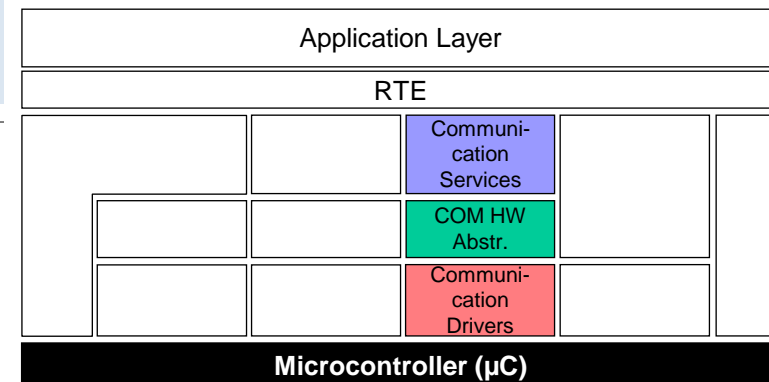 Application Layer
RTE
Communi-
cation
Services
COM HW
Abstr.
Communi-
cation
Drivers
Microcontroller (µC)